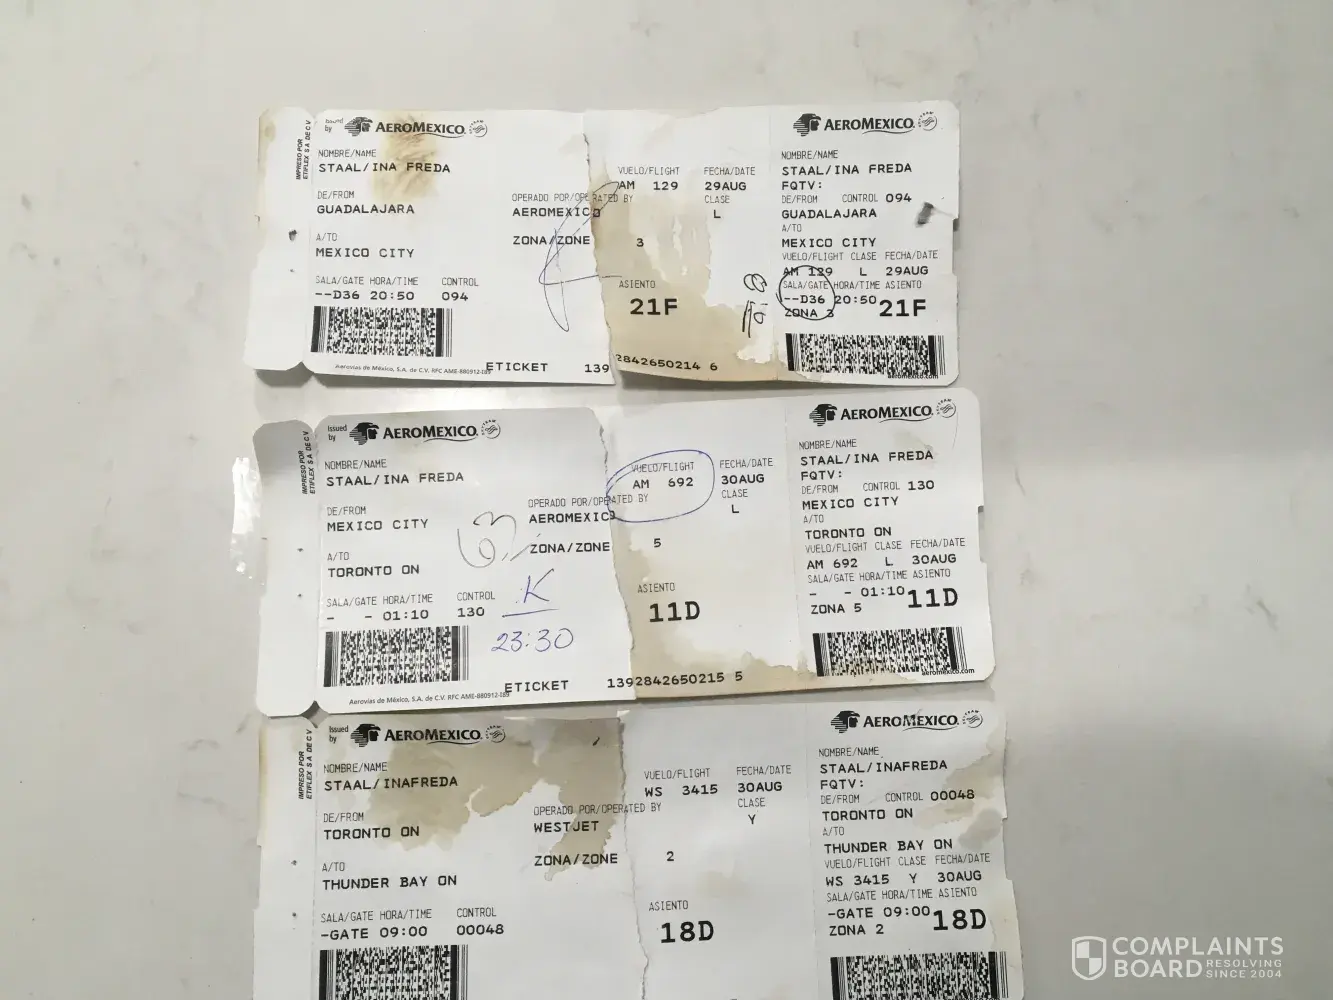 IMPRESO POR
ETIFLEX S A DE C V
Issued by AEROMEXICO.
NOMBRE/NAME
STAAL/INA FREDA
DE/FROM
GUADALAJARA
A/TO
MEXICO CITY
SALA/GATE HORA/TIME CONTROL
--D36 20:50 094
OPERADO POR/OPERATED BY
AEROMEXICO
ZONA/ZONE 3
VUELO/FLIGHT FECHA/DATE
AM 129 29AUG
CLASE
L
ASIENTO
21F
Aerovias de México, S.A. de C.V. RFC AME-880912-I89
ETICKET 1392842650214 6
AEROMEXICO.
NOMBRE/NAME
STAAL/INA FREDA
FQTV:
DE/FROM CONTROL 094
GUADALAJARA
A/TO
MEXICO CITY
VUELO/FLIGHT CLASE FECHA/DATE
AM 129 L 29AUG
SALA/GATE HORA/TIME ASIENTO
--D36 20:50 21F
ZONA 3
aeromexico.com
IMPRESO POR
ETIFLEX S A DE C V
Issued by AEROMEXICO.
NOMBRE/NAME
STAAL/INA FREDA
DE/FROM
MEXICO CITY
A/TO
TORONTO ON
SALA/GATE HORA/TIME CONTROL
- - 01:10 130
OPERADO POR/OPERATED BY
AEROMEXICO
ZONA/ZONE 5
K
23:30
VUELO/FLIGHT FECHA/DATE
AM 692 30AUG
CLASE
L
ASIENTO
11D
Aerovias de México, S.A. de C.V. RFC AME-880912-I89
ETICKET 1392842650215 5
AEROMEXICO.
NOMBRE/NAME
STAAL/INA FREDA
FQTV:
DE/FROM CONTROL 130
MEXICO CITY
A/TO
TORONTO ON
VUELO/FLIGHT CLASE FECHA/DATE
AM 692 L 30AUG
SALA/GATE HORA/TIME ASIENTO
- - 01:10 11D
ZONA 5
aeromexico.com
IMPRESO POR
ETIFLEX S A DE C V
Issued by AEROMEXICO.
NOMBRE/NAME
STAAL/INAFREDA
DE/FROM
TORONTO ON
A/TO
THUNDER BAY ON
SALA/GATE HORA/TIME CONTROL
-GATE 09:00 00048
OPERADO POR/OPERATED BY
WESTJET
ZONA/ZONE 2
VUELO/FLIGHT FECHA/DATE
WS 3415 30AUG
CLASE
Y
ASIENTO
18D
AEROMEXICO.
NOMBRE/NAME
STAAL/INAFREDA
FQTV:
DE/FROM CONTROL 00048
TORONTO ON
A/TO
THUNDER BAY ON
VUELO/FLIGHT CLASE FECHA/DATE
WS 3415 Y 30AUG
SALA/GATE HORA/TIME ASIENTO
-GATE 09:00 18D
ZONA 2
COMPLAINTS
BOARD RESOLVING
SINCE 2004